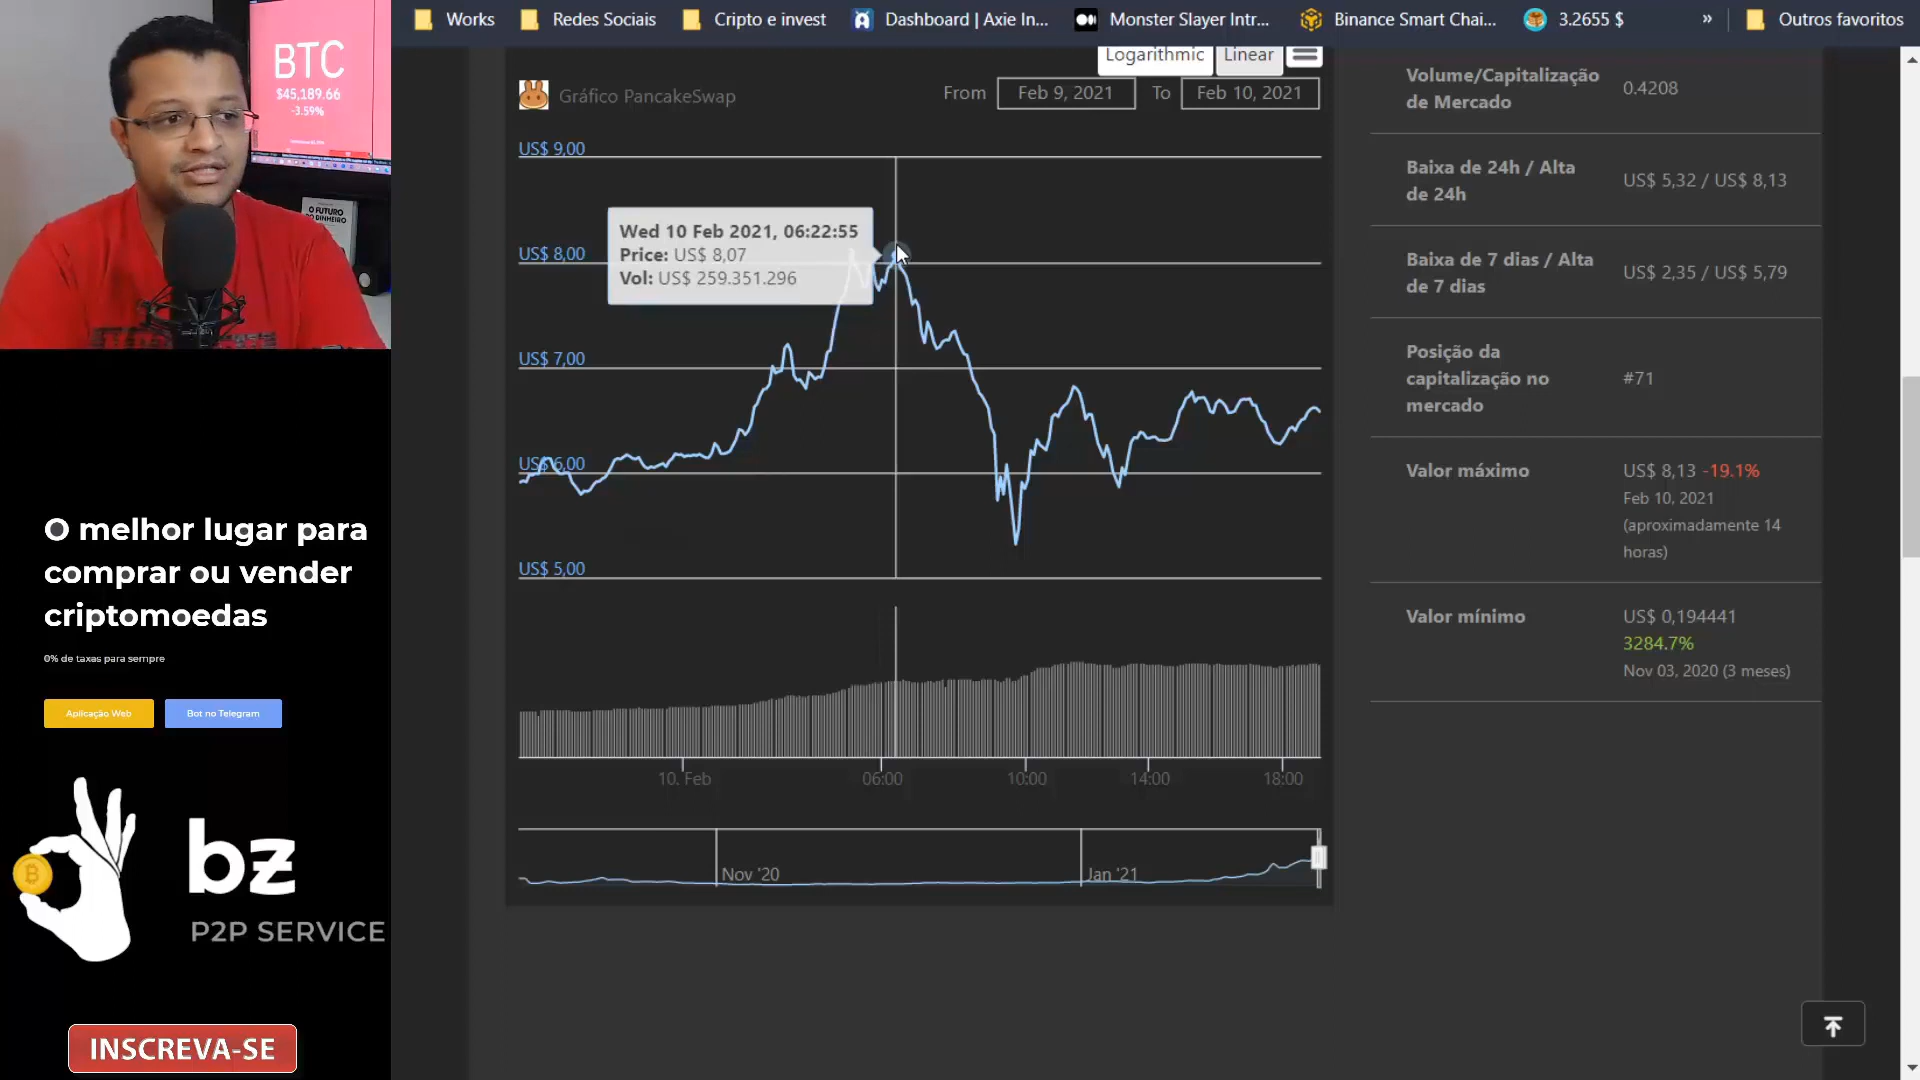 Works
Redes Sociais
Cripto e invest
Dashboard | Axie In...
Monster Slayer Intr...
Binance Smart Chai...
3.2655 $
»
Outros favoritos
BTC
$45,189.66
-3.59%
O FUTURO
DO DINHEIRO
Logarithmic
Linear
Gráfico PancakeSwap
From
Feb 9, 2021
To
Feb 10, 2021
US$ 9,00
US$ 8,00
US$ 7,00
US$ 6,00
US$ 5,00
Wed 10 Feb 2021, 06:22:55
Price: US$ 8,07
Vol: US$ 259.351.296
10. Feb
06:00
10:00
14:00
18:00
Nov '20
Jan '21
Volume/Capitalização
de Mercado
0.4208
Baixa de 24h / Alta
de 24h
US$ 5,32 / US$ 8,13
Baixa de 7 dias / Alta
de 7 dias
US$ 2,35 / US$ 5,79
Posição da
capitalização no
mercado
#71
Valor máximo
US$ 8,13 -19.1%
Feb 10, 2021
(aproximadamente 14
horas)
Valor mínimo
US$ 0,194441
3284.7%
Nov 03, 2020 (3 meses)
O melhor lugar para
comprar ou vender
criptomoedas
0% de taxas para sempre
Aplicação Web
Bot no Telegram
bz
P2P SERVICE
INSCREVA-SE